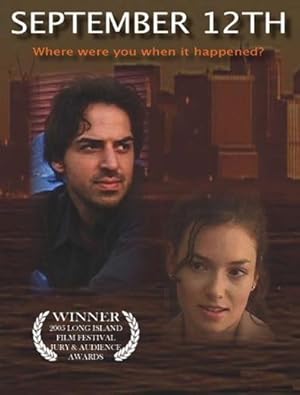 SEPTEMBER 12TH
Where were you when it happened?
WINNER
2005 LONG ISLAND
FILM FESTIVAL
JURY & AUDIENCE
AWARDS